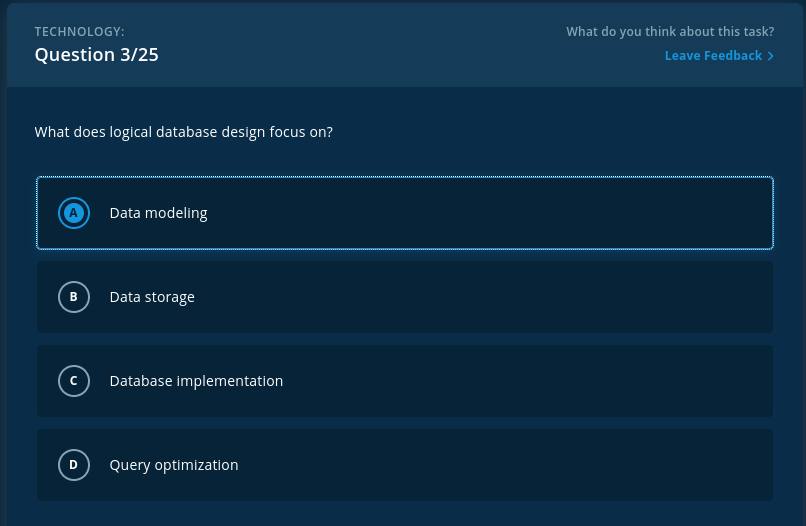 TECHNOLOGY:
Question 3/25
What do you think about this task?
Leave Feedback >
What does logical database design focus on?
A Data modeling
B Data storage
C Database implementation
D Query optimization